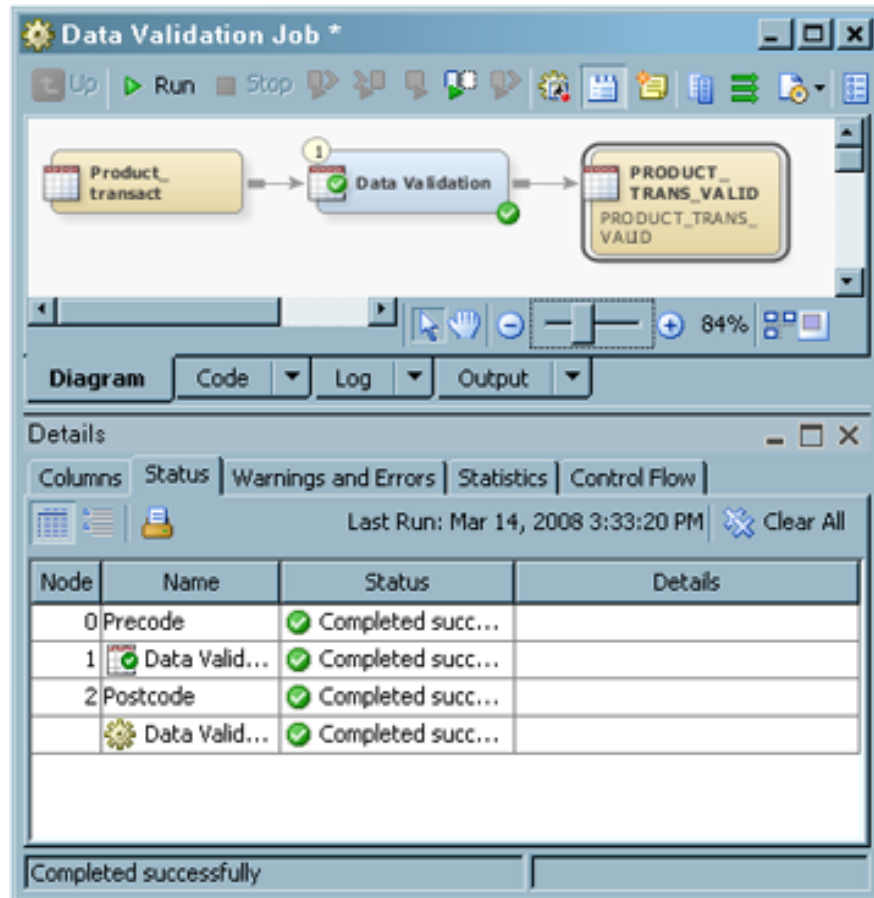 Data Validation Job *
Up Run Stop
1
Product_
transact
Data Validation
PRODUCT_
TRANS_VALID
PRODUCT_TRANS_
VALID
84%
Diagram Code Log Output
Details
Columns Status Warnings and Errors Statistics Control Flow
Last Run: Mar 14, 2008 3:33:20 PM Clear All
Node Name Status Details
0 Precode Completed succ...
1 Data Valid... Completed succ...
2 Postcode Completed succ...
Data Valid... Completed succ...
Completed successfully